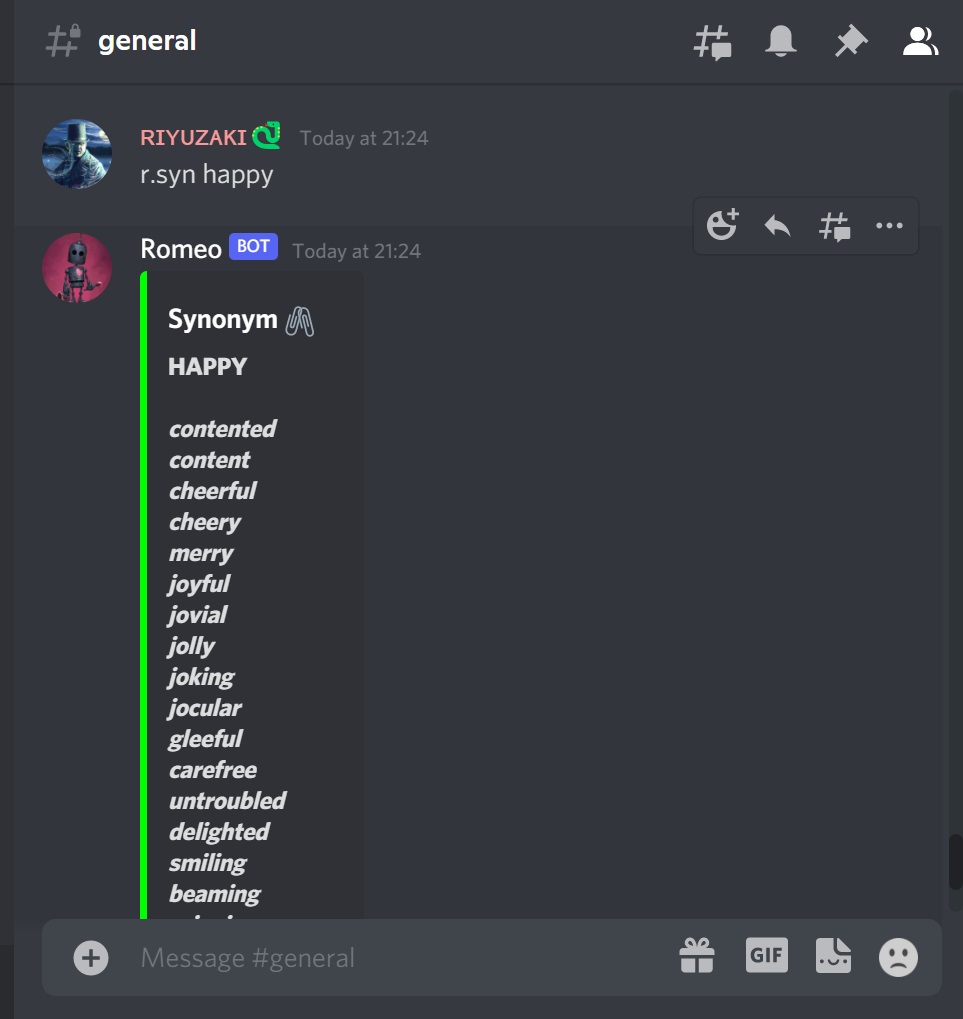 general
RIYUZAKI Today at 21:24
r.syn happy
Romeo BOT Today at 21:24
Synonym
HAPPY
contented
content
cheerful
cheery
merry
joyful
jovial
jolly
joking
jocular
gleeful
carefree
untroubled
delighted
smiling
beaming
Message #general
GIF